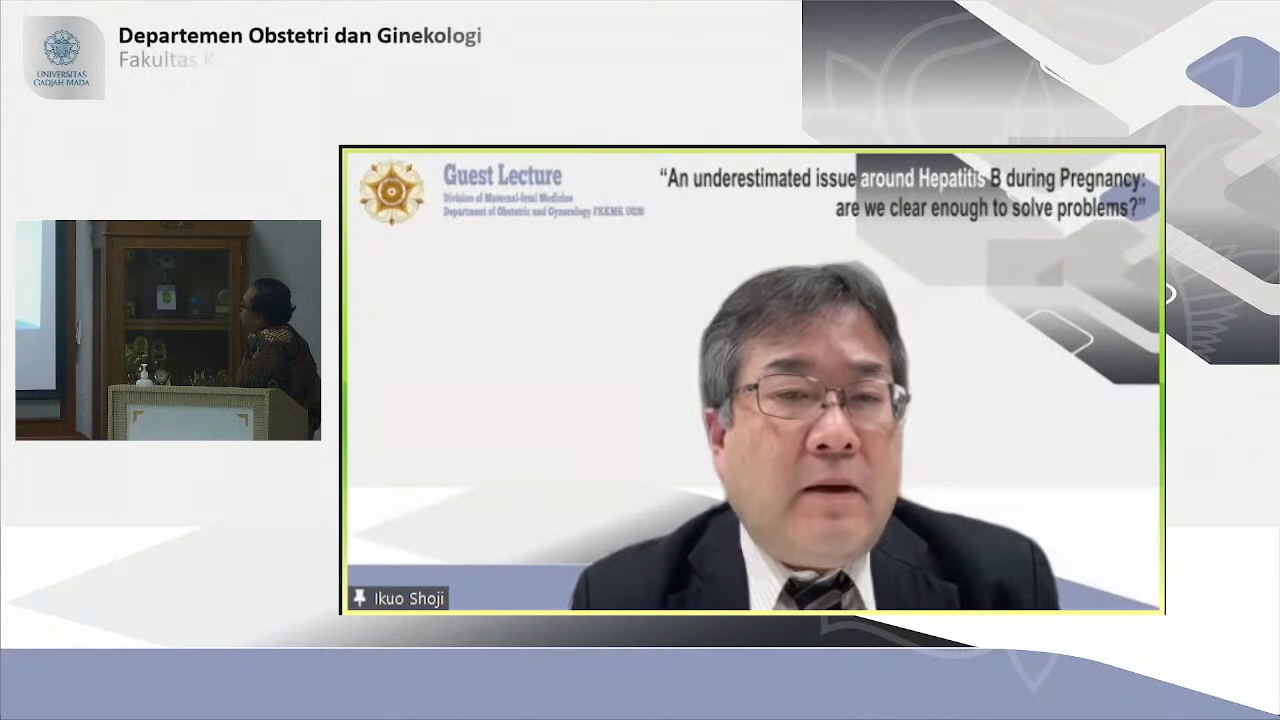 Departemen Obstetri dan Ginekologi
Fakultas
UNIVERSITAS
GADJAH MADA
Guest Lecture
Division of Maternal-fetal Medicine
Department of Obstetric and Gynecology FKKMK UGM
“An underestimated issue around Hepatitis B during Pregnancy:
are we clear enough to solve problems?”
Ikuo Shoji